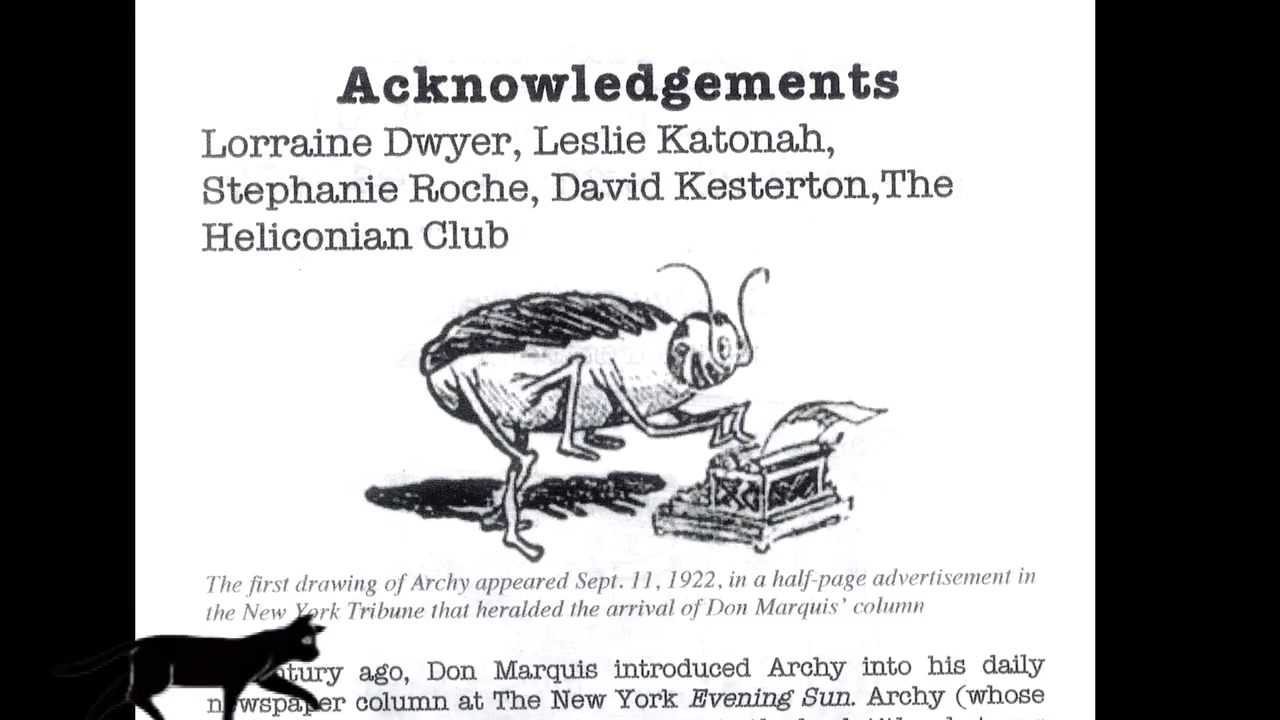 Acknowledgements
Lorraine Dwyer, Leslie Katonah,
Stephanie Roche, David Kesterton,The
Heliconian Club
The first drawing of Archy appeared Sept. 11, 1922, in a half-page advertisement in
the New York Tribune that heralded the arrival of Don Marquis' column
ago, Don Marquis introduced Archy into his daily
newspaper column at The New York Evening Sun. Archy (whose